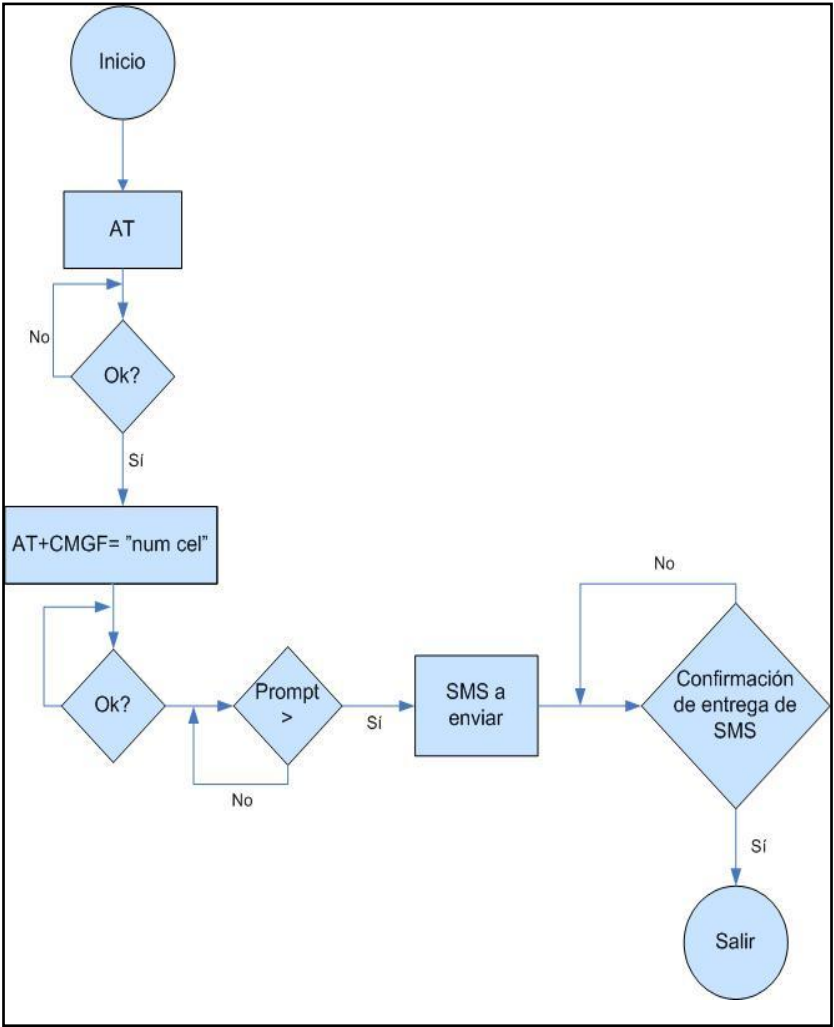 Inicio
AT
No
Ok?
Sí
AT+CMGF= ”num cel”
Ok?
Prompt
>
No
Sí
SMS a
enviar
No
Confirmación
de entrega de
SMS
Sí
Salir